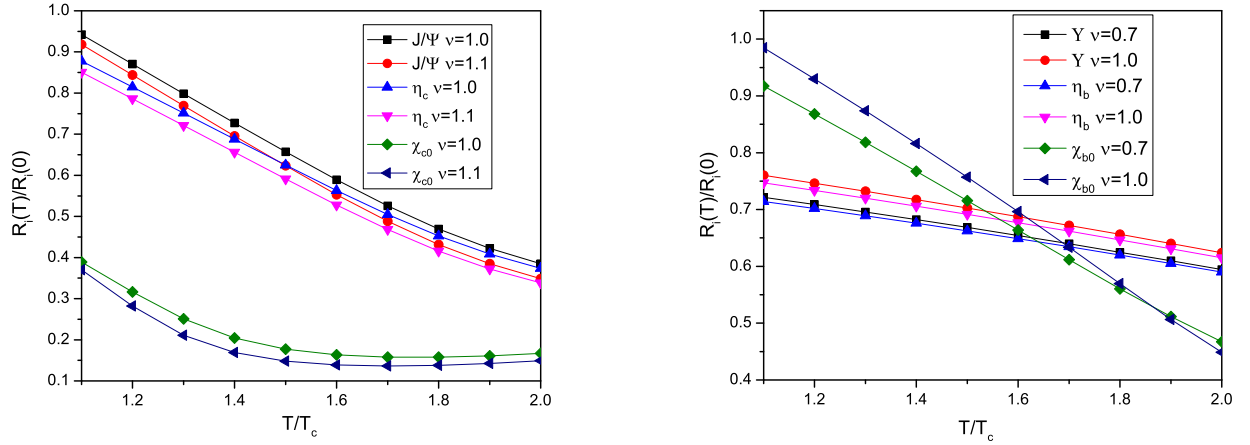 R_i(T)/R_i(0)
1.0
0.9
0.8
0.7
0.6
0.5
0.4
0.3
0.2
0.1
J/Ψ ν=1.0
J/Ψ ν=1.1
η_c ν=1.0
η_c ν=1.1
χ_c0 ν=1.0
χ_c0 ν=1.1
1.2 1.4 1.6 1.8 2.0
T/T_c
R_i(T)/R_i(0)
1.0
0.9
0.8
0.7
0.6
0.5
0.4
ϒ ν=0.7
ϒ ν=1.0
η_b ν=0.7
η_b ν=1.0
χ_b0 ν=0.7
χ_b0 ν=1.0
1.2 1.4 1.6 1.8 2.0
T/T_c